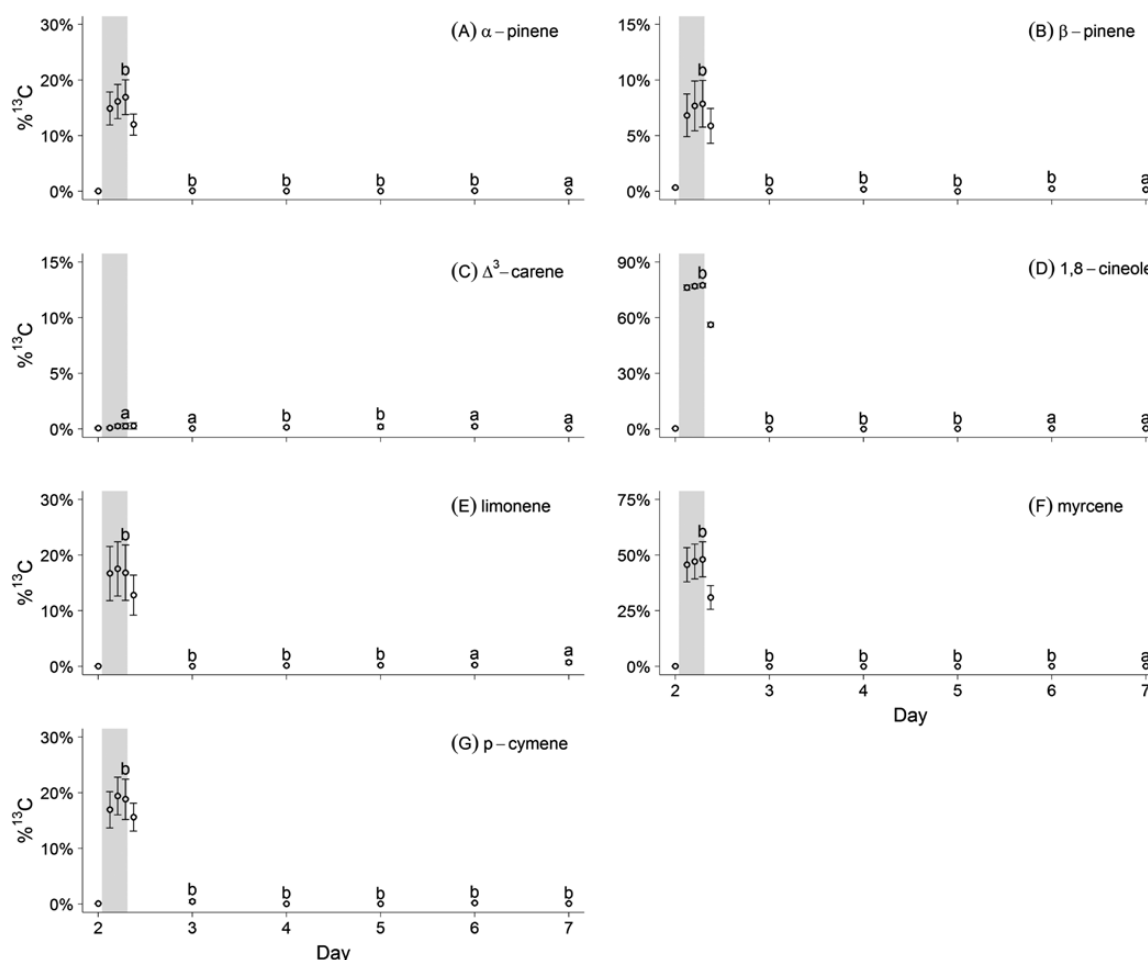 (A) α – pinene
30%
20%
10%
0%
%¹³C
b
b b b b a
(B) β – pinene
15%
10%
5%
0%
b
b b b b a
(C) Δ³– carene
15%
10%
5%
0%
%¹³C
a
a b b a a
(D) 1,8 – cineole
90%
60%
30%
0%
b
b b b a a
(E) limonene
30%
20%
10%
0%
%¹³C
b
b b b a a
(F) myrcene
75%
50%
25%
0%
b
b b b b a
2 3 4 5 6 7
Day
(G) p – cymene
30%
20%
10%
0%
%¹³C
b
b b b b b
2 3 4 5 6 7
Day